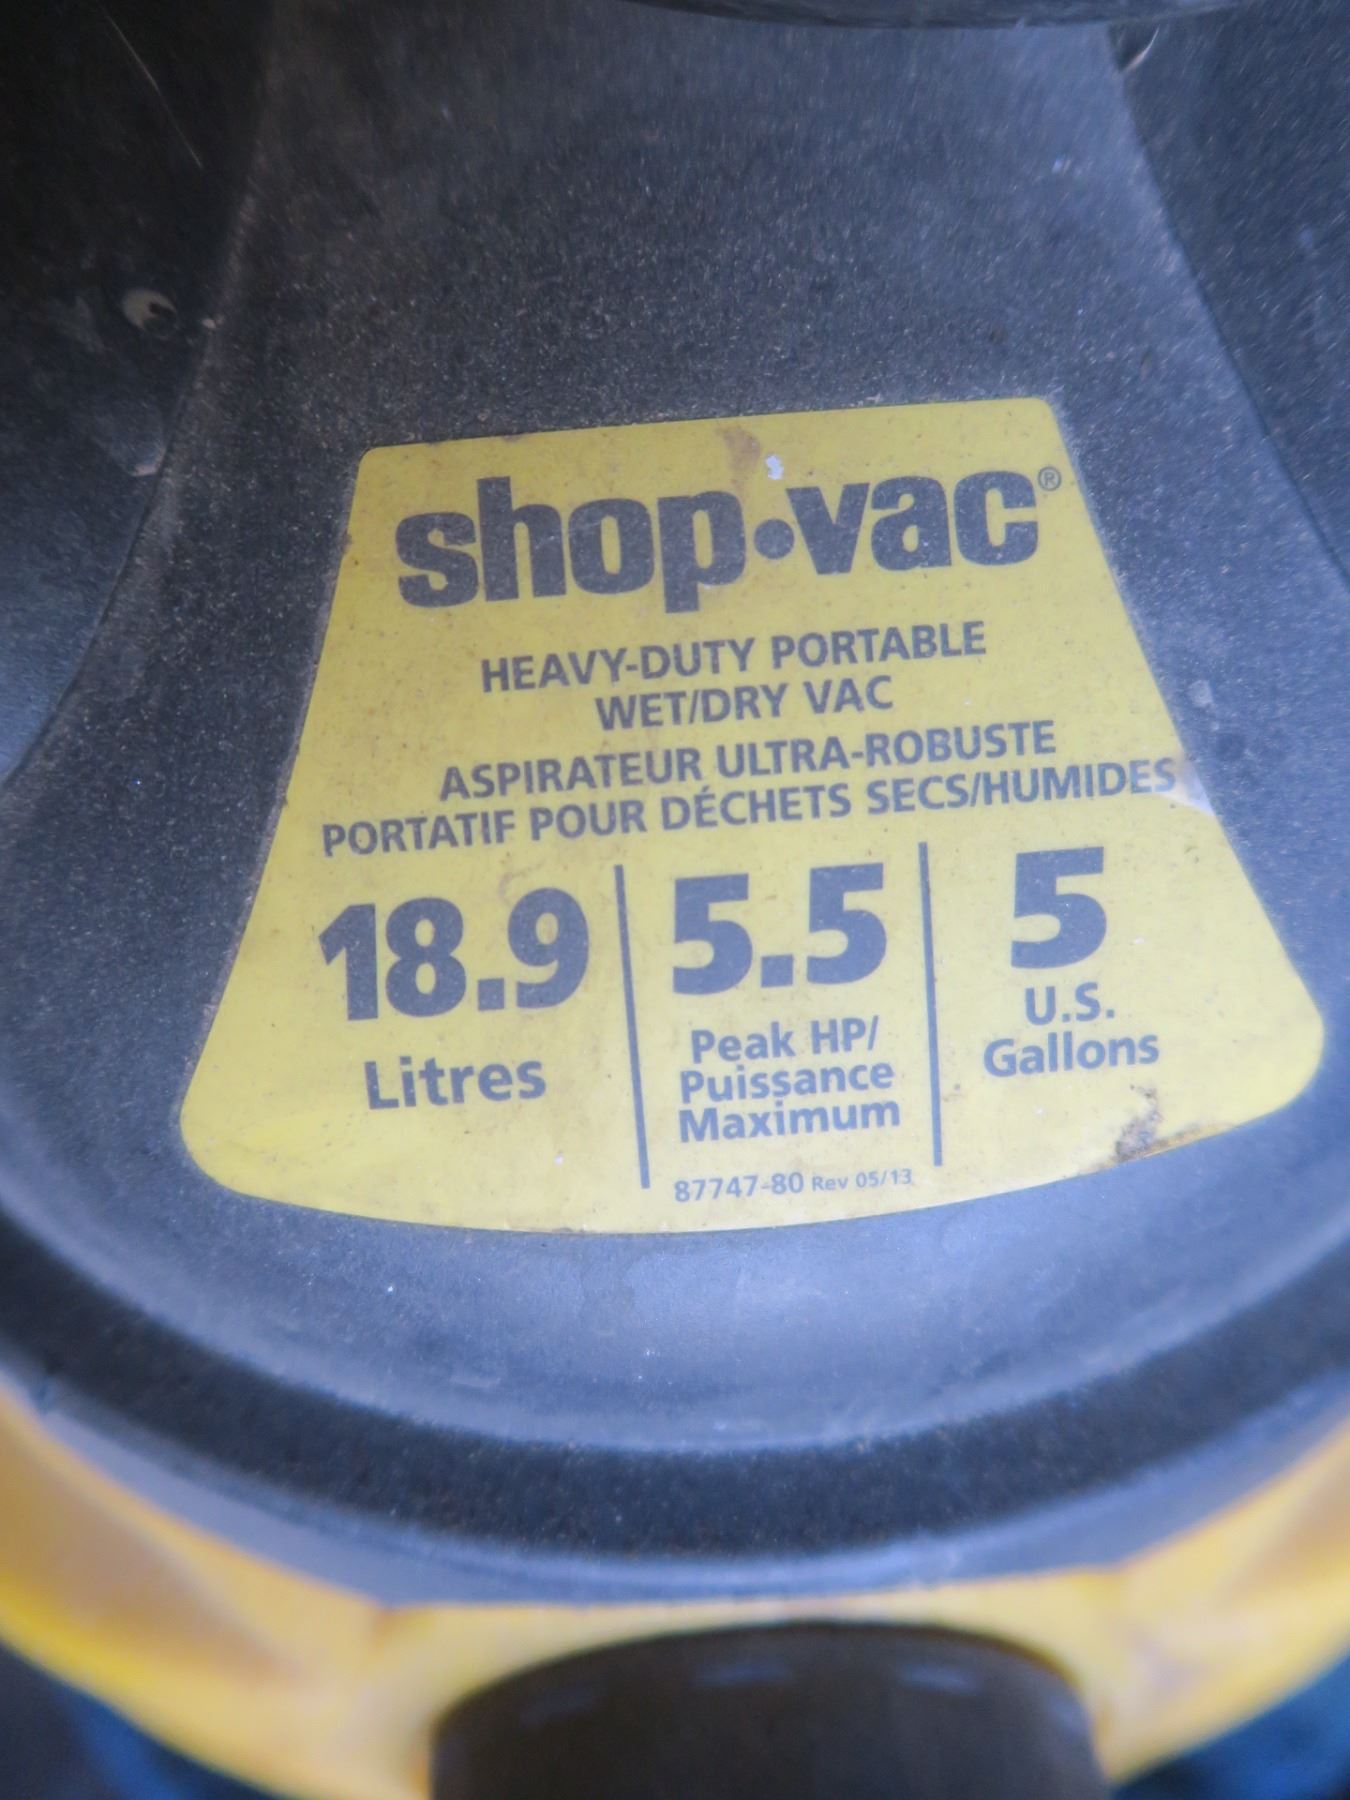 shop•vac®
HEAVY-DUTY PORTABLE
WET/DRY VAC
ASPIRATEUR ULTRA-ROBUSTE
PORTATIF POUR DÉCHETS SECS/HUMIDES
18.9
Litres
5.5
Peak HP/
Puissance
Maximum
5
U.S.
Gallons
87747-80 Rev 05/13